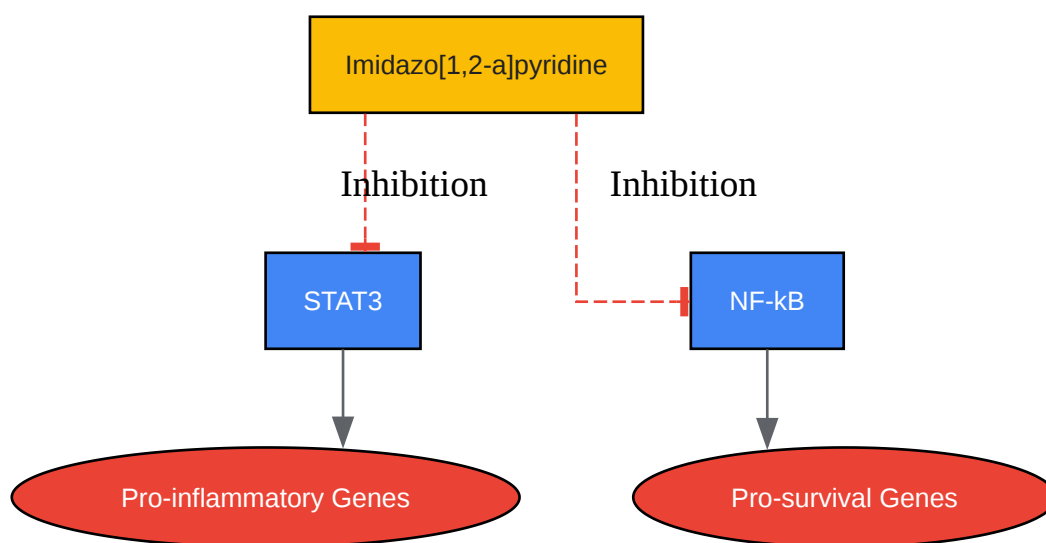 Imidazo[1,2-a]pyridine
Inhibition
Inhibition
STAT3
NF-kB
Pro-inflammatory Genes
Pro-survival Genes